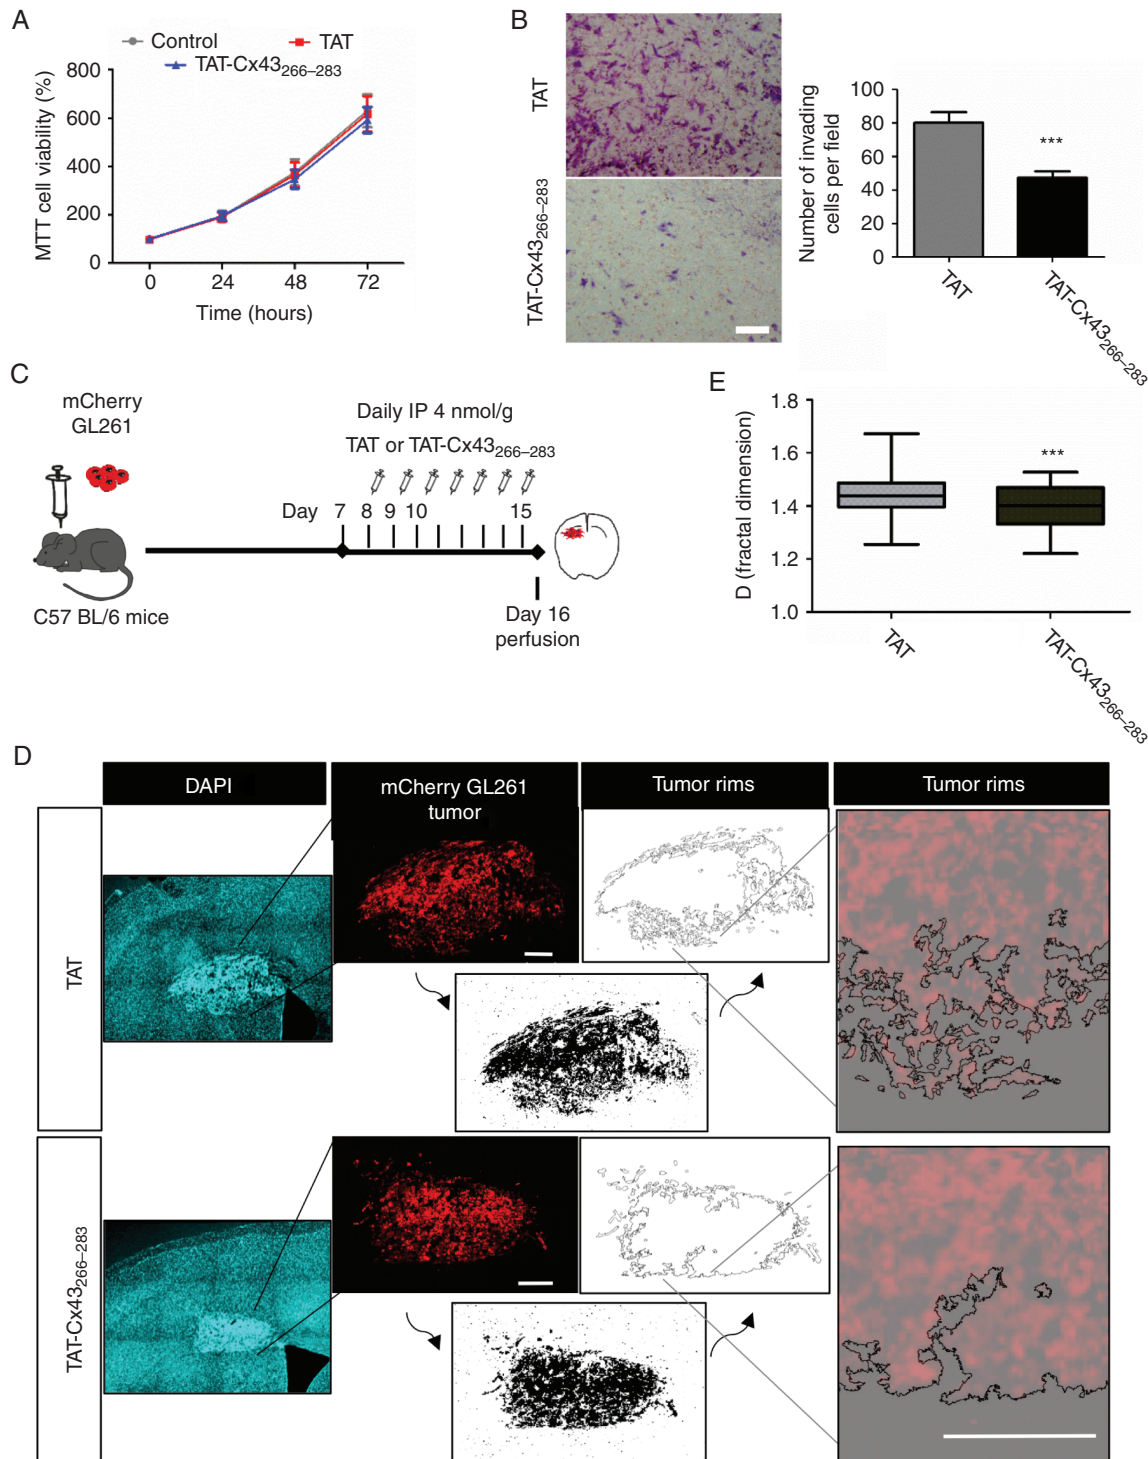 A
Control
TAT
TAT-Cx43266–283
MTT cell viability (%)
800
600
400
200
0
0 24 48 72
Time (hours)
B
TAT
TAT-Cx43266–283
Number of invading
cells per field
100
80
60
40
20
0
***
TAT
TAT-Cx43266–283
C
mCherry
GL261
C57 BL/6 mice
Daily IP 4 nmol/g
TAT or TAT-Cx43266–283
Day 7 8 9 10 15
Day 16
perfusion
E
D (fractal dimension)
1.8
1.6
1.4
1.2
1.0
***
TAT
TAT-Cx43266–283
D
DAPI
mCherry GL261
tumor
Tumor rims
Tumor rims
TAT
TAT-Cx43266–283